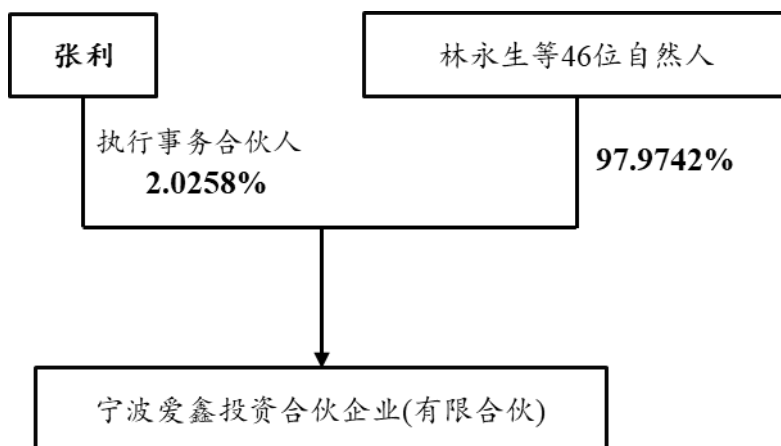 张利
林永生等46位自然人
执行事务合伙人
2.0258%
97.9742%
宁波爱鑫投资合伙企业(有限合伙)